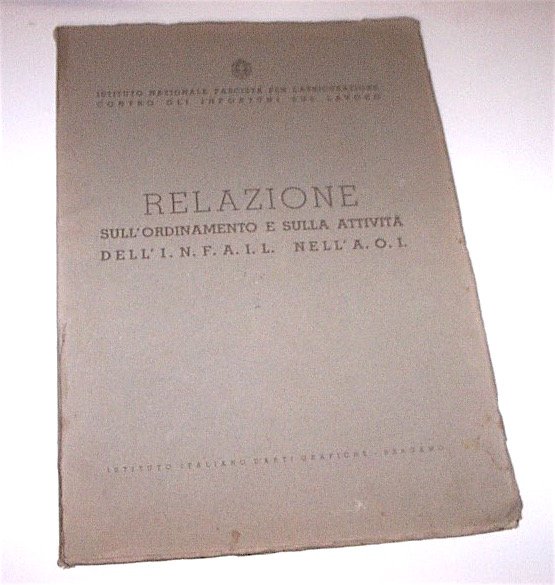 ISTITUTO NAZIONALE FASCISTA PER L'ASSICURAZIONE
CONTRO GLI INFORTUNI SUL LAVORO
RELAZIONE
SULL'ORDINAMENTO E SULLA ATTIVITÀ
DELL'I. N. F. A. I. L. NELL'A. O. I.
ISTITUTO ITALIANO D'ARTI GRAFICHE - BERGAMO